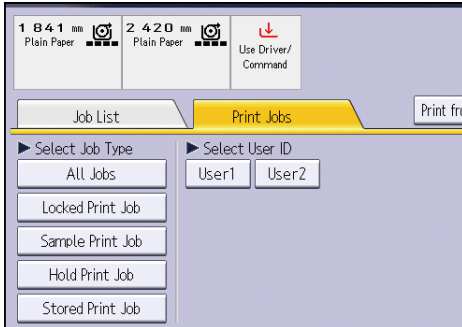 1 841 mm
Plain Paper
2 420 mm
Plain Paper
Use Driver/
Command
Job List
Print Jobs
Print fr
Select Job Type
Select User ID
All Jobs
User1
User2
Locked Print Job
Sample Print Job
Hold Print Job
Stored Print Job